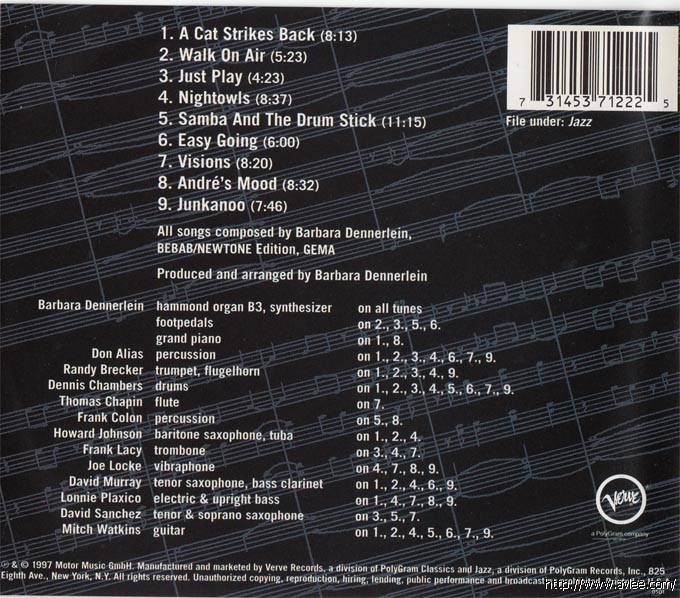 1. A Cat Strikes Back (8:13)
2. Walk On Air (5:23)
3. Just Play (4:23)
4. Nightowls (8:37)
5. Samba And The Drum Stick (11:15)
6. Easy Going (6:00)
7. Visions (8:20)
8. André's Mood (8:32)
9. Junkanoo (7:46)
7 31453 71222 5
File under: Jazz
All songs composed by Barbara Dennerlein,
BEBAB/NEWTONE Edition, GEMA
Produced and arranged by Barbara Dennerlein
Barbara Dennerlein hammond organ B3, synthesizer on all tunes
footpedals on 2., 3., 5., 6.
grand piano on 1., 8.
Don Alias percussion on 1., 2., 3., 4., 6., 7., 9.
Randy Brecker trumpet, flugelhorn on 1., 2., 3., 4., 9.
Dennis Chambers drums on 1., 2., 3., 4., 5., 6., 7., 9.
Thomas Chapin flute on 7.
Frank Colon percussion on 5., 8.
Howard Johnson baritone saxophone, tuba on 1., 2., 4.
Frank Lacy trombone on 3., 4., 7.
Joe Locke vibraphone on 4., 7., 8., 9.
David Murray tenor saxophone, bass clarinet on 1., 2., 4., 6., 9.
Lonnie Plaxico electric & upright bass on 1., 4., 7., 8., 9.
David Sanchez tenor & soprano saxophone on 3., 5., 7.
Mitch Watkins guitar on 1., 2., 4., 5., 6., 7., 9.
Verve
a PolyGram company
℗ & © 1997 Motor Music GmbH. Manufactured and marketed by Verve Records, a division of PolyGram Classics and Jazz, a division of PolyGram Records, Inc., 825
Eighth Ave., New York, N.Y. All rights reserved. Unauthorized copying, reproduction, hiring, lending, public performance and broadcast
http://www.avlee.com/